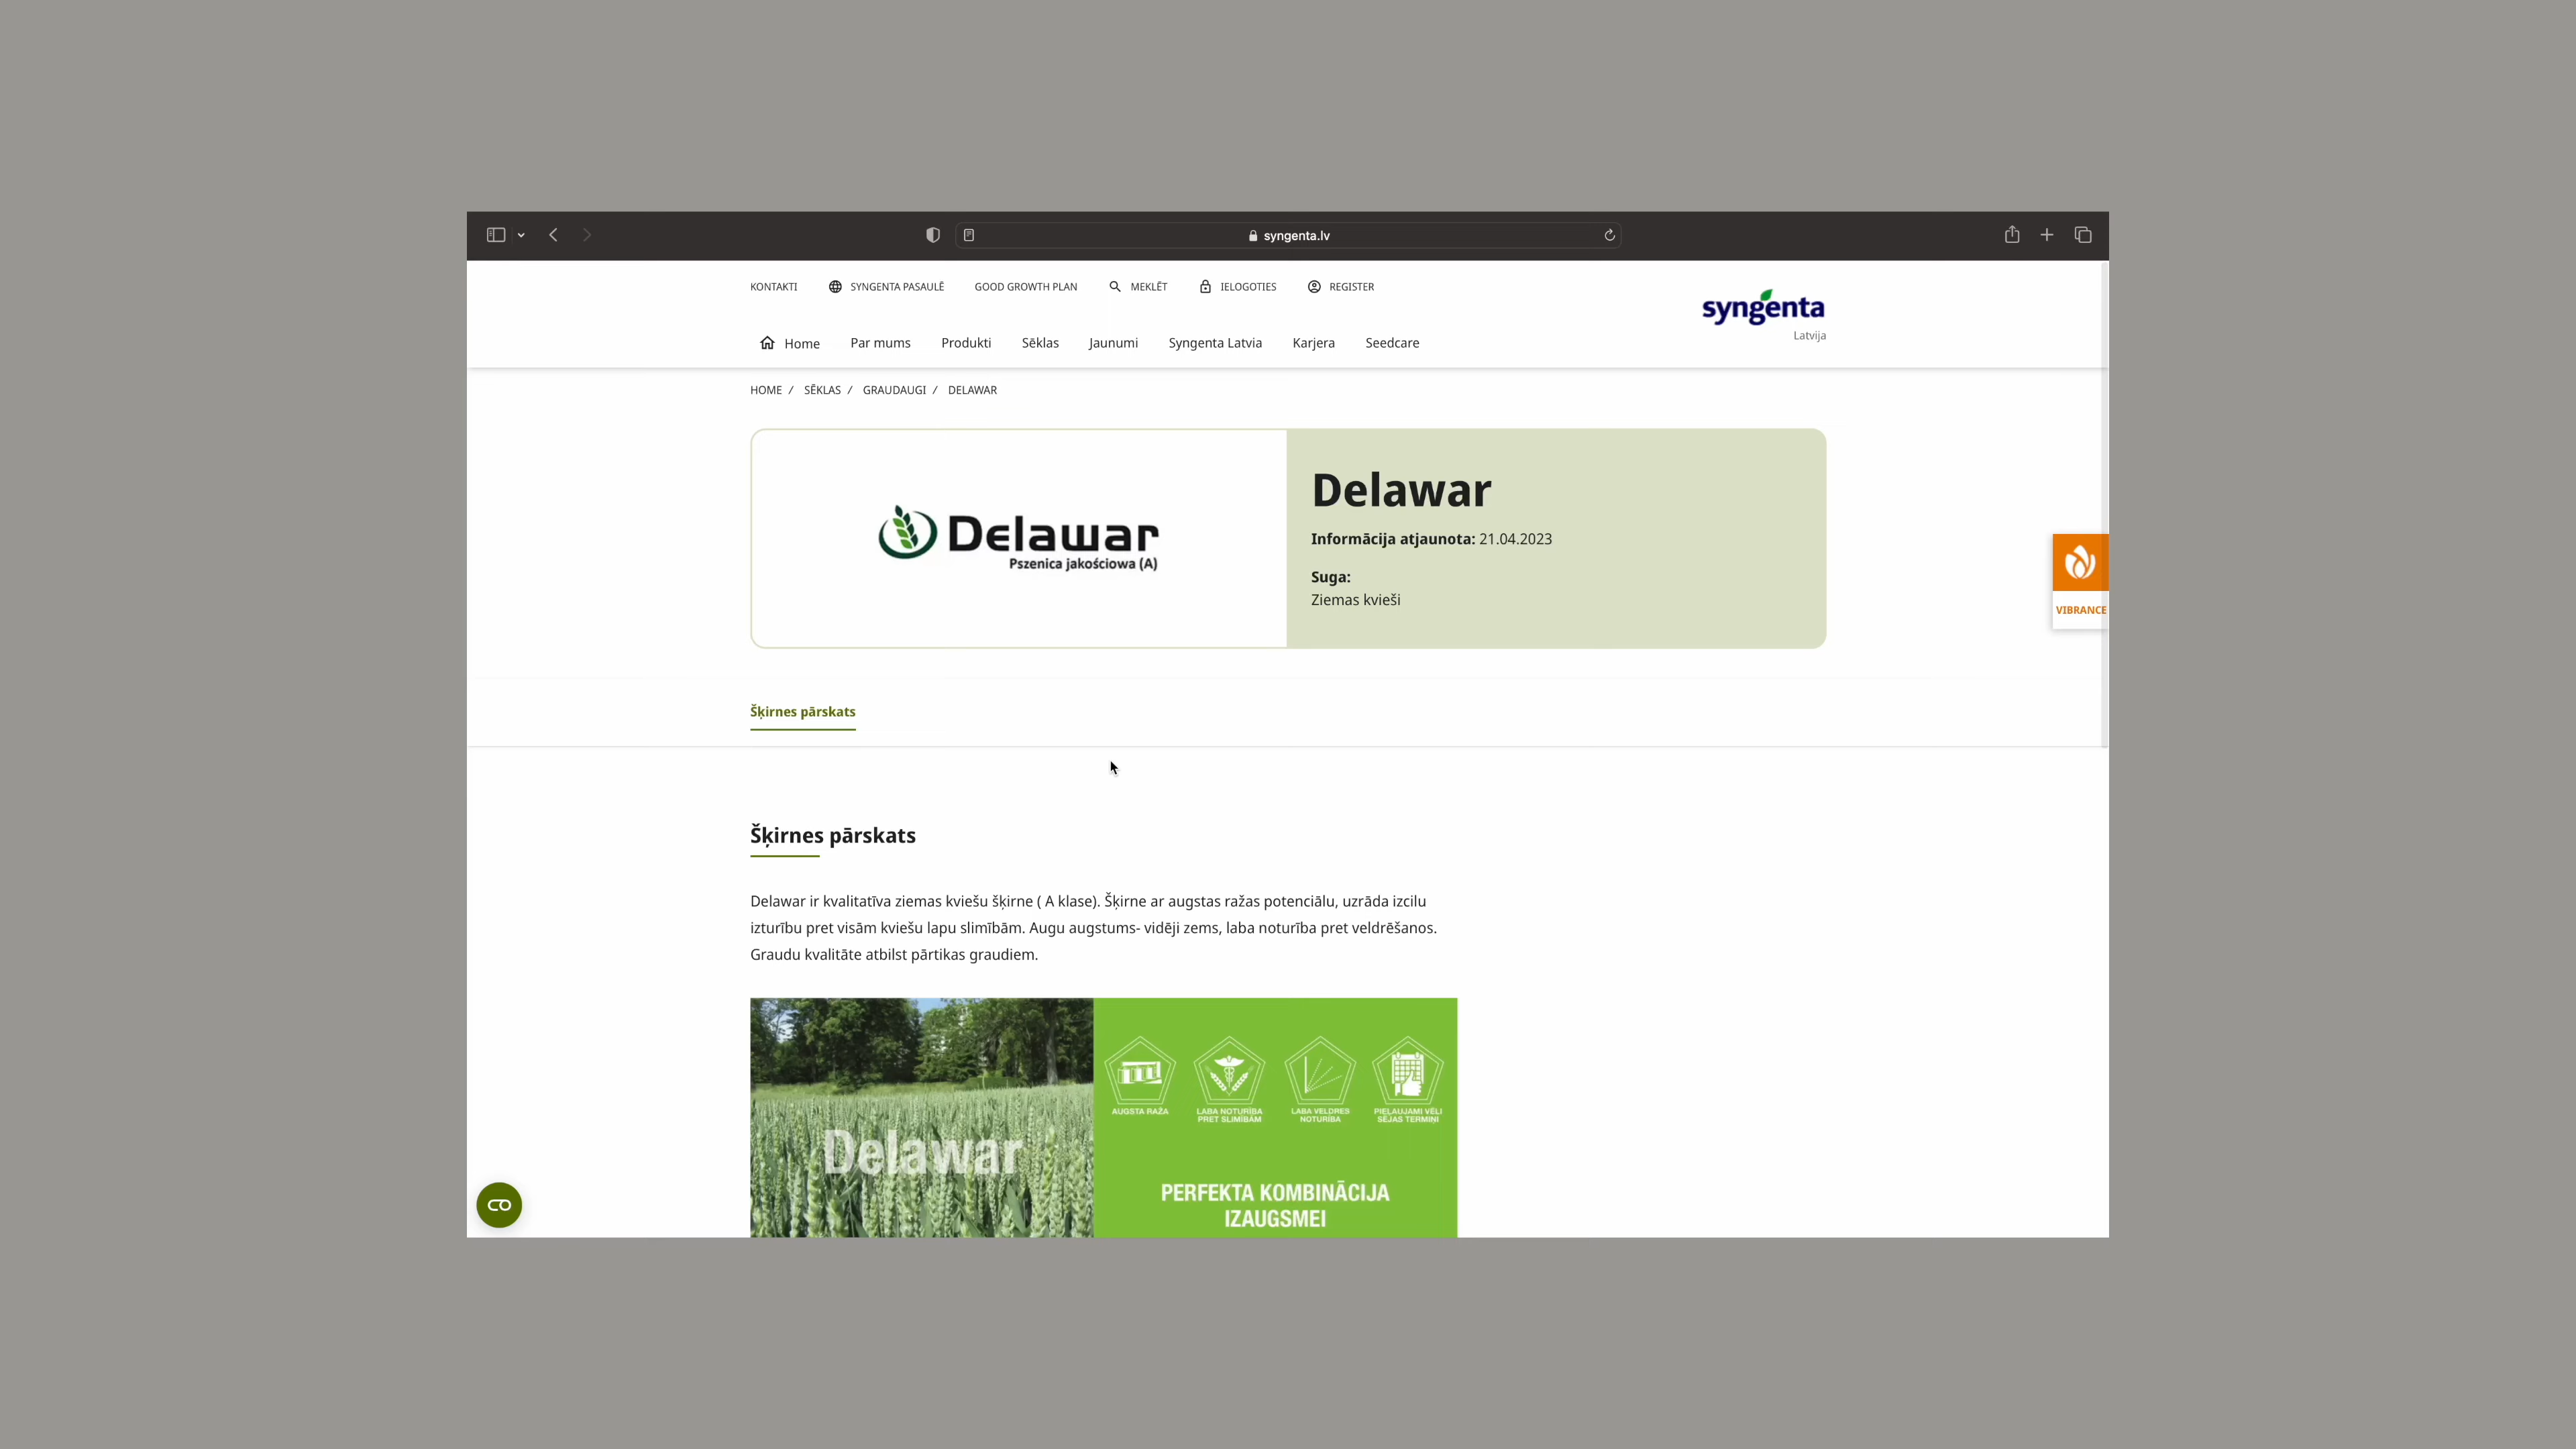 syngenta.lv
KONTAKTI SYNGENTA PASAULĒ GOOD GROWTH PLAN MEKLĒT IELOGOTIES REGISTER
syngenta
Latvija
Home Par mums Produkti Sēklas Jaunumi Syngenta Latvia Karjera Seedcare
HOME / SĒKLAS / GRAUDAUGI / DELAWAR
Delawar
Pszenica jakościowa (A)
Delawar
Informācija atjaunota: 21.04.2023
Suga:
Ziemas kvieši
VIBRANCE
Šķirnes pārskats
Šķirnes pārskats
Delawar ir kvalitatīva ziemas kviešu šķirne ( A klase). Šķirne ar augstas ražas potenciālu, uzrāda izcilu
izturību pret visām kviešu lapu slimībām. Augu augstums- vidēji zems, laba noturība pret veldrēšanos.
Graudu kvalitāte atbilst pārtikas graudiem.
Delawar
AUGSTA RAŽA
LABA NOTURĪBA
PRET SLIMĪBĀM
LABA VELDRES
NOTURĪBA
PIEĻAUJAMI VĒLI
SĒJAS TERMIŅI
PERFEKTA KOMBINĀCIJA
IZAUGSMEI